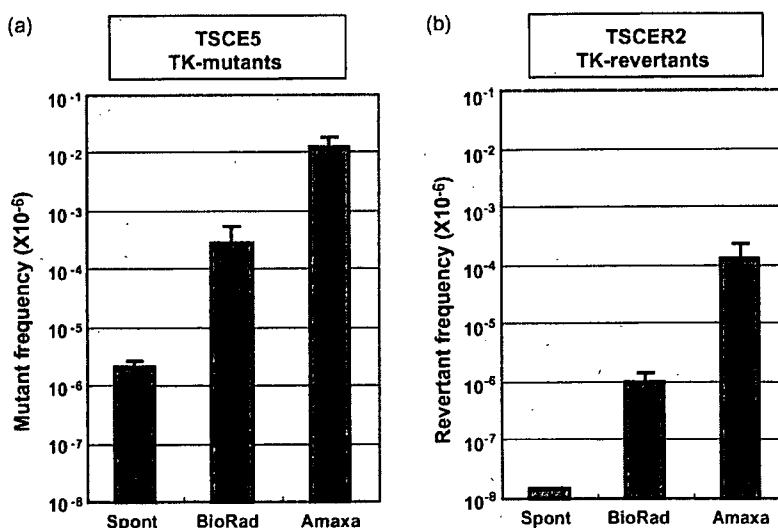 (a)
TSCE5
TK-mutants
Mutant frequency (X10⁻⁶)
10⁻¹
10⁻²
10⁻³
10⁻⁴
10⁻⁵
10⁻⁶
10⁻⁷
10⁻⁸
Spont BioRad Amaxa
(b)
TSCER2
TK-revertants
Revertant frequency (X10⁻⁶)
10⁻¹
10⁻²
10⁻³
10⁻⁴
10⁻⁵
10⁻⁶
10⁻⁷
10⁻⁸
Spont BioRad Amaxa